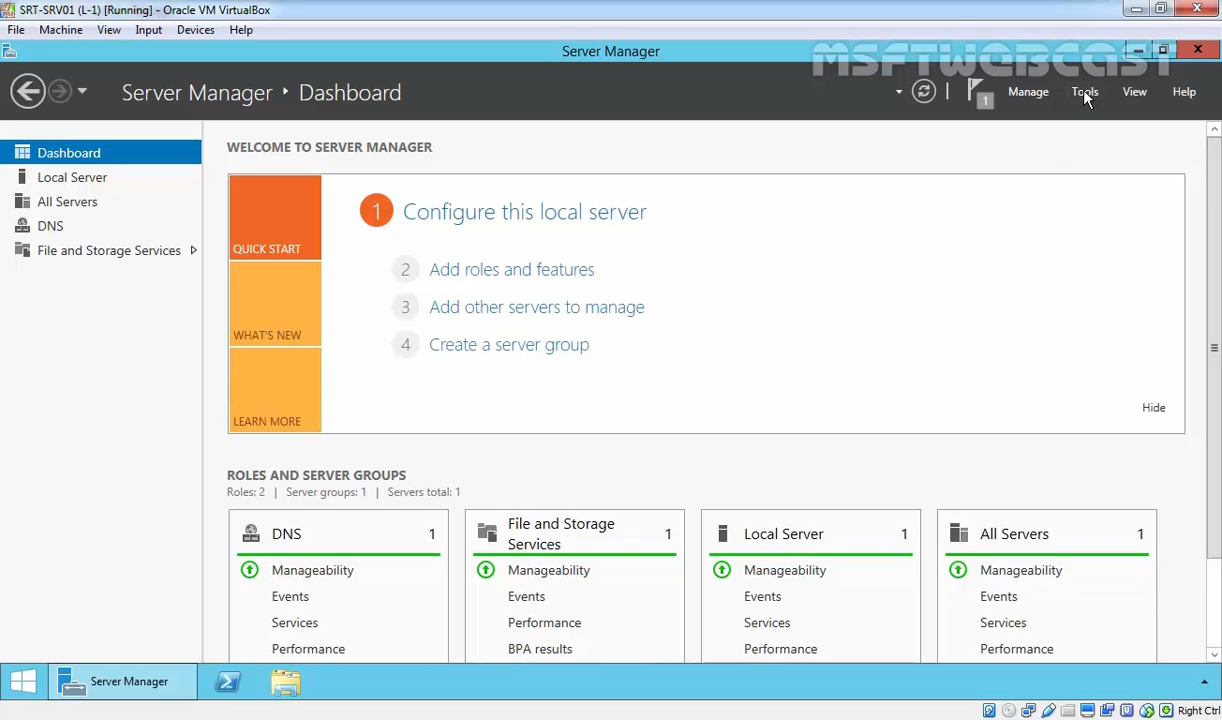 SRT-SRV01 (L-1) [Running] - Oracle VM VirtualBox
File Machine View Input Devices Help
Server Manager
MSFTWEBCAST
Server Manager ‣ Dashboard
1
Manage Tools View Help
Dashboard
Local Server
All Servers
DNS
File and Storage Services
WELCOME TO SERVER MANAGER
QUICK START
WHAT'S NEW
LEARN MORE
1 Configure this local server
2 Add roles and features
3 Add other servers to manage
4 Create a server group
Hide
ROLES AND SERVER GROUPS
Roles: 2 | Server groups: 1 | Servers total: 1
DNS 1
Manageability
Events
Services
Performance
File and Storage
Services 1
Manageability
Events
Performance
BPA results
Local Server 1
Manageability
Events
Services
Performance
All Servers 1
Manageability
Events
Services
Performance
Server Manager
Right Ctrl